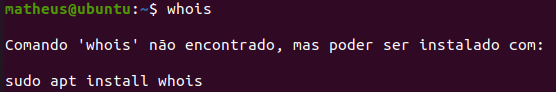 matheus@ubuntu:~$ whois
Comando 'whois' não encontrado, mas poder ser instalado com:
sudo apt install whois